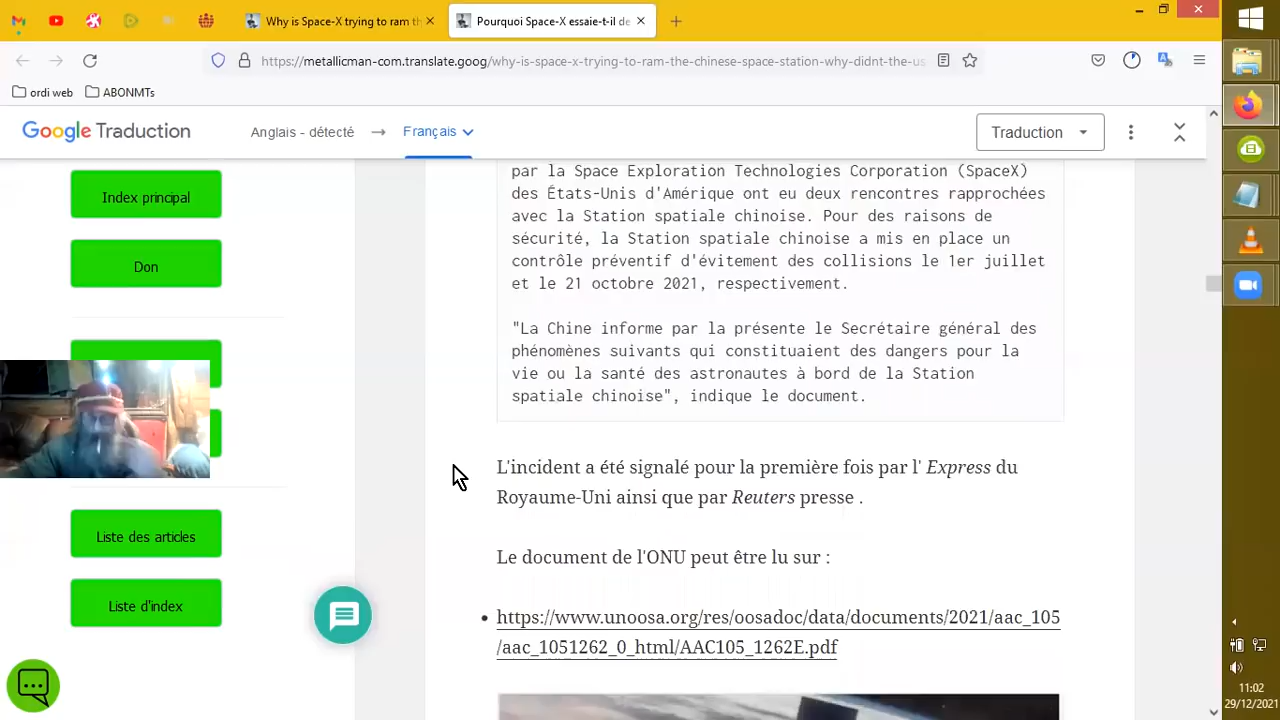 Why is Space-X trying to ram th
Pourquoi Space-X essaie-t-il de
https://metallicman-com.translate.goog/why-is-space-x-trying-to-ram-the-chinese-space-station-why-didnt-the-us
ordi web
ABONMTs
Google Traduction
Anglais - détecté
Français
Traduction
Index principal
Don
Liste des articles
Liste d'index
par la Space Exploration Technologies Corporation (SpaceX)
des États-Unis d'Amérique ont eu deux rencontres rapprochées
avec la Station spatiale chinoise. Pour des raisons de
sécurité, la Station spatiale chinoise a mis en place un
contrôle préventif d'évitement des collisions le 1er juillet
et le 21 octobre 2021, respectivement.
"La Chine informe par la présente le Secrétaire général des
phénomènes suivants qui constituaient des dangers pour la
vie ou la santé des astronautes à bord de la Station
spatiale chinoise", indique le document.
L'incident a été signalé pour la première fois par l' Express du
Royaume-Uni ainsi que par Reuters presse .
Le document de l'ONU peut être lu sur :
https://www.unoosa.org/res/oosadoc/data/documents/2021/aac_105
/aac_1051262_0_html/AAC105_1262E.pdf
11:02
29/12/2021